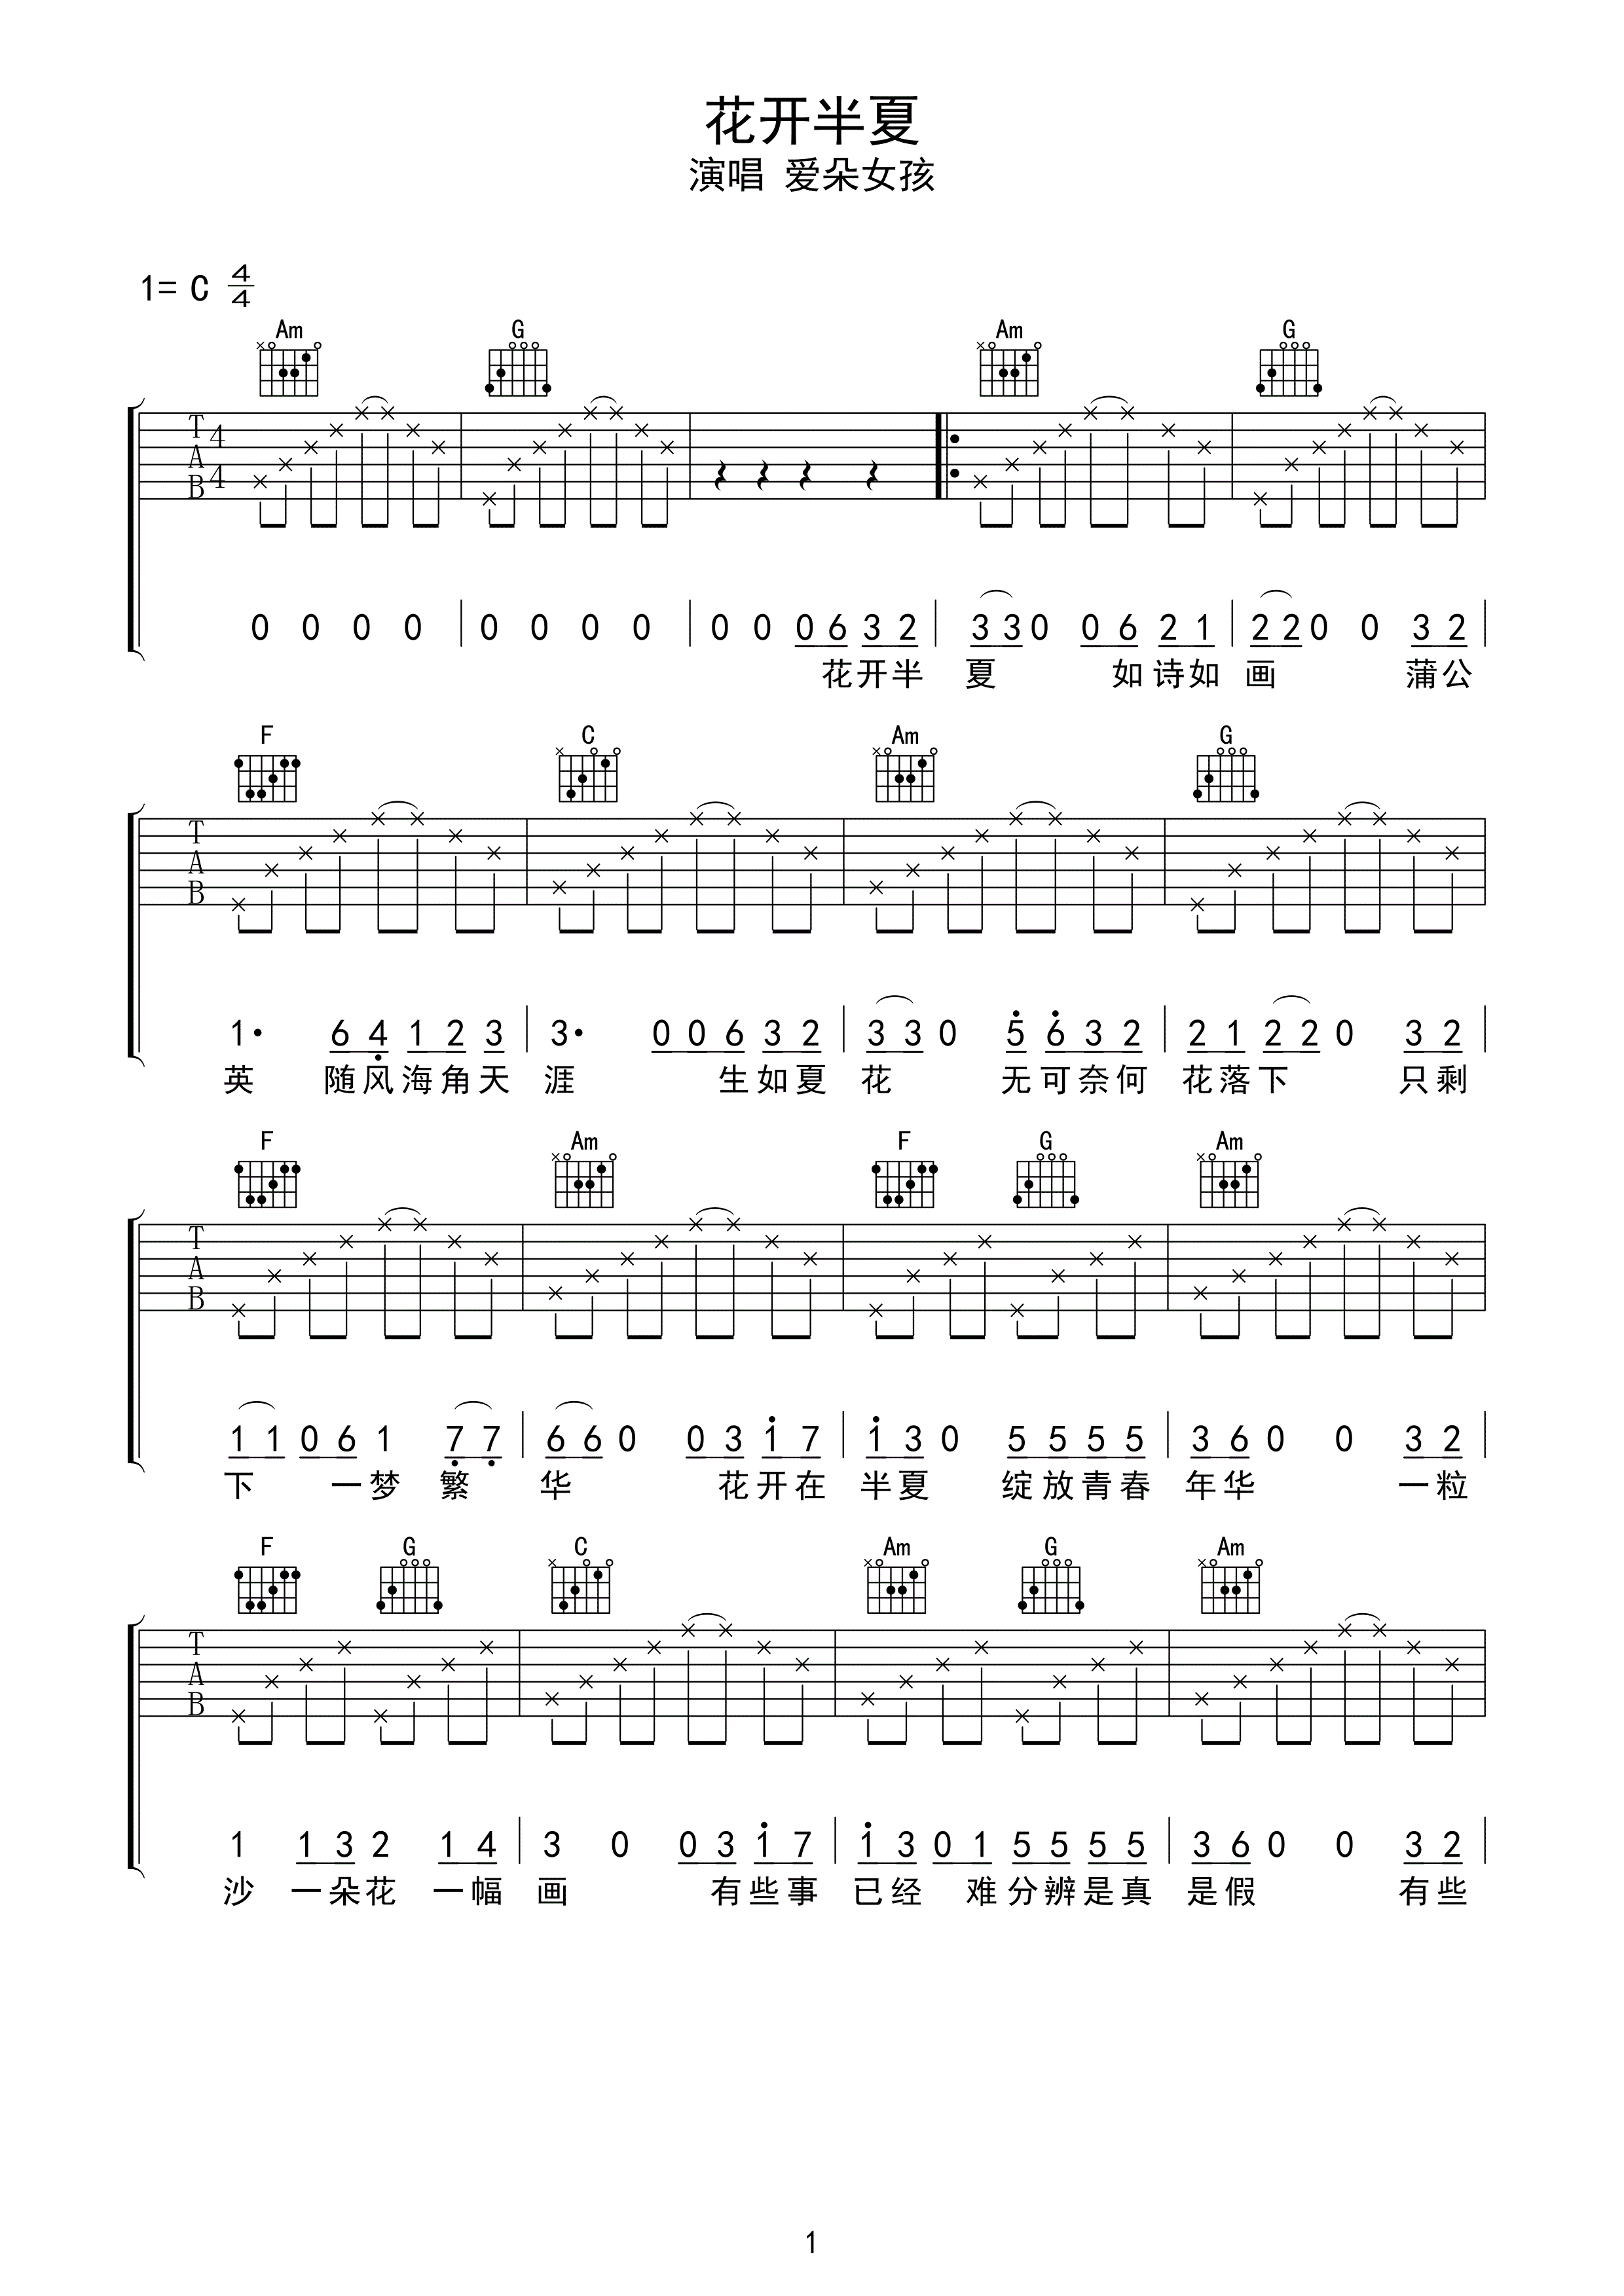 花开半夏
演唱 爱朵女孩
1= C 4/4
Am G Am G
T A B 4 4
0 0 0 0 | 0 0 0 0 | 0 0 0 6 3 2 | 3 3 0 0 6 2 1 | 2 2 0 0 3 2 |
花开半 夏 如诗如 画 蒲公
F C Am G
T A B
1· 6 4 1 2 3 | 3· 0 0 6 3 2 | 3 3 0 5 6 3 2 | 2 1 2 2 0 3 2 |
英 随风海角天 涯 生如夏 花 无可奈何 花落下 只剩
F Am F G Am
T A B
1 1 0 6 1 7 7 | 6 6 0 0 3 1 7 | 1 3 0 5 5 5 5 | 3 6 0 0 3 2 |
下 一梦 繁 华 花开在 半夏 绽放青春 年华 一粒
F G C Am G Am
T A B
1 1 3 2 1 4 | 3 0 0 3 1 7 | 1 3 0 1 5 5 5 5 | 3 6 0 0 3 2 |
沙 一朵花 一幅 画 有些事 已经 难分辨是真 是假 有些
1